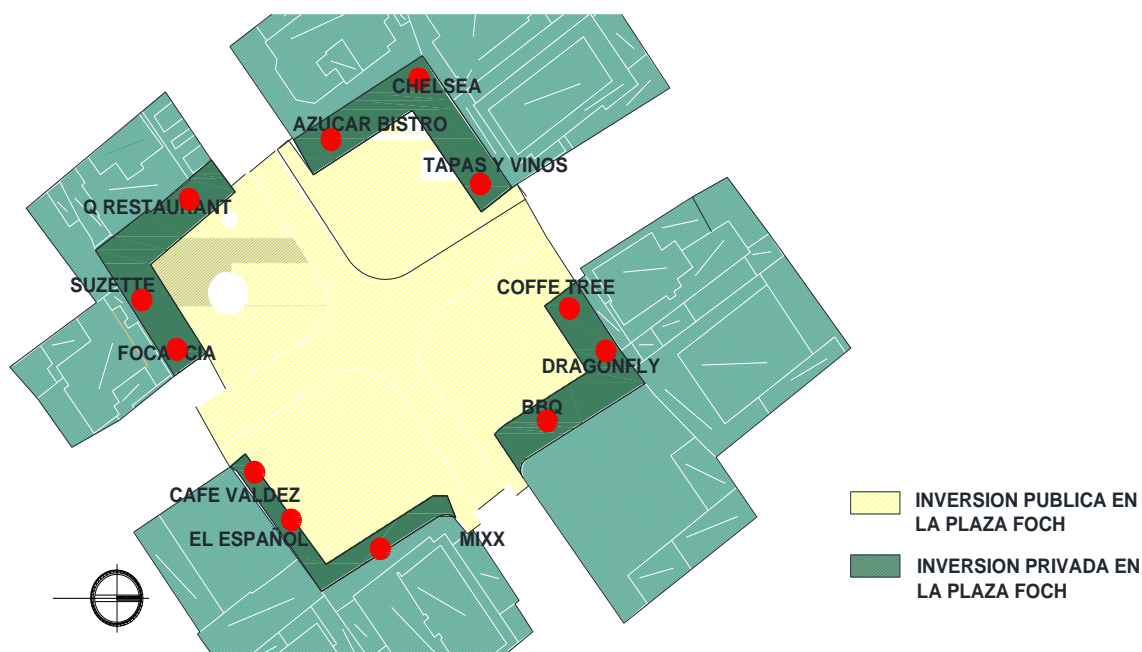 CHELSEA
AZUCAR BISTRO
TAPAS Y VINOS
Q RESTAURANT
SUZETTE
COFFE TREE
FOCACCIA
DRAGONFLY
BBQ
CAFE VALDEZ
EL ESPAÑOL
MIXX
INVERSION PUBLICA EN
LA PLAZA FOCH
INVERSION PRIVADA EN
LA PLAZA FOCH